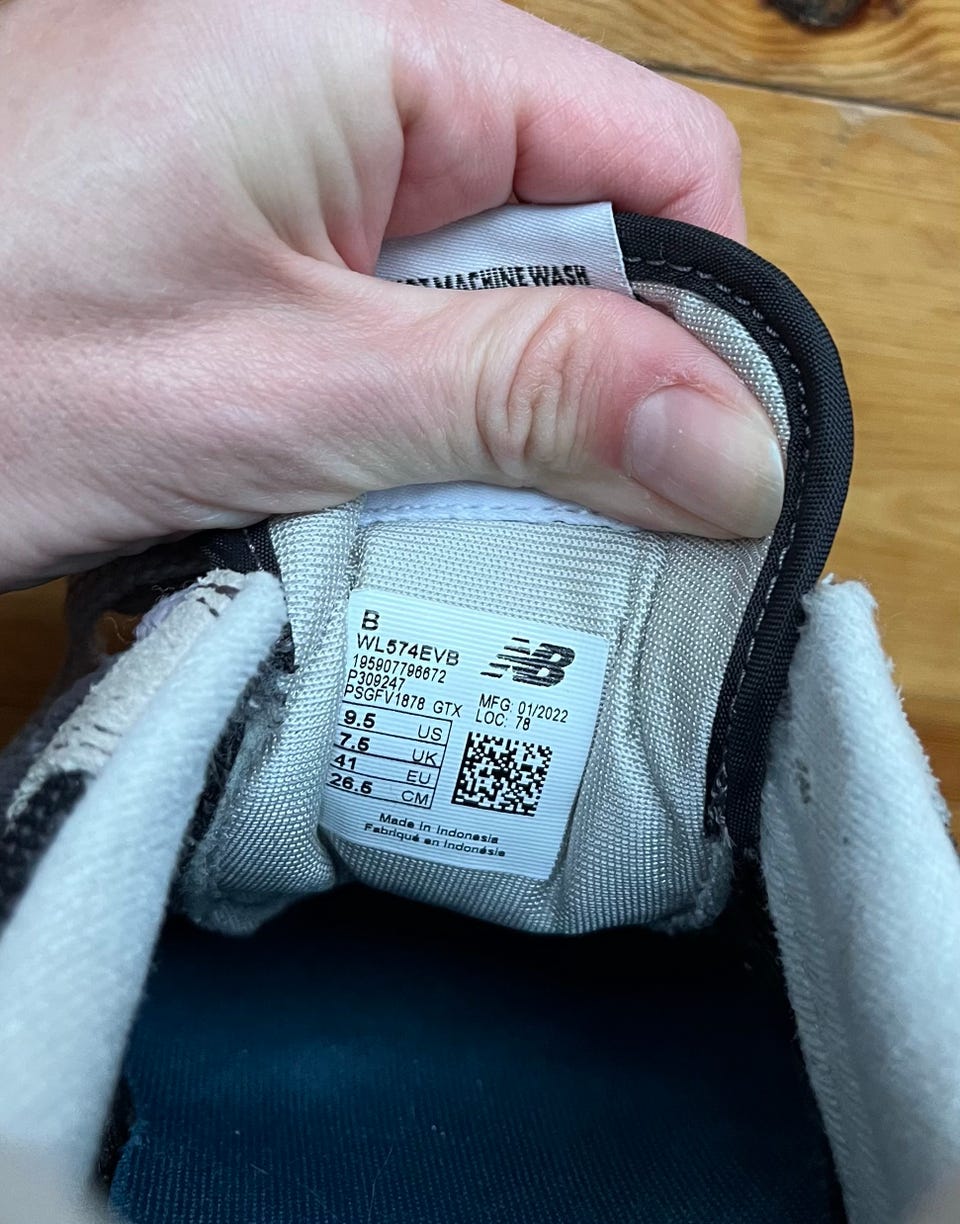 MACHINE WASH
B
WL574EVB
195907796672
P309247
PSGFV1878 GTX
NB
MFG: 01/2022
LOC: 78
9.5 US
7.5 UK
41 EU
26.5 CM
Made in Indonesia
Fabriqué en Indonésie